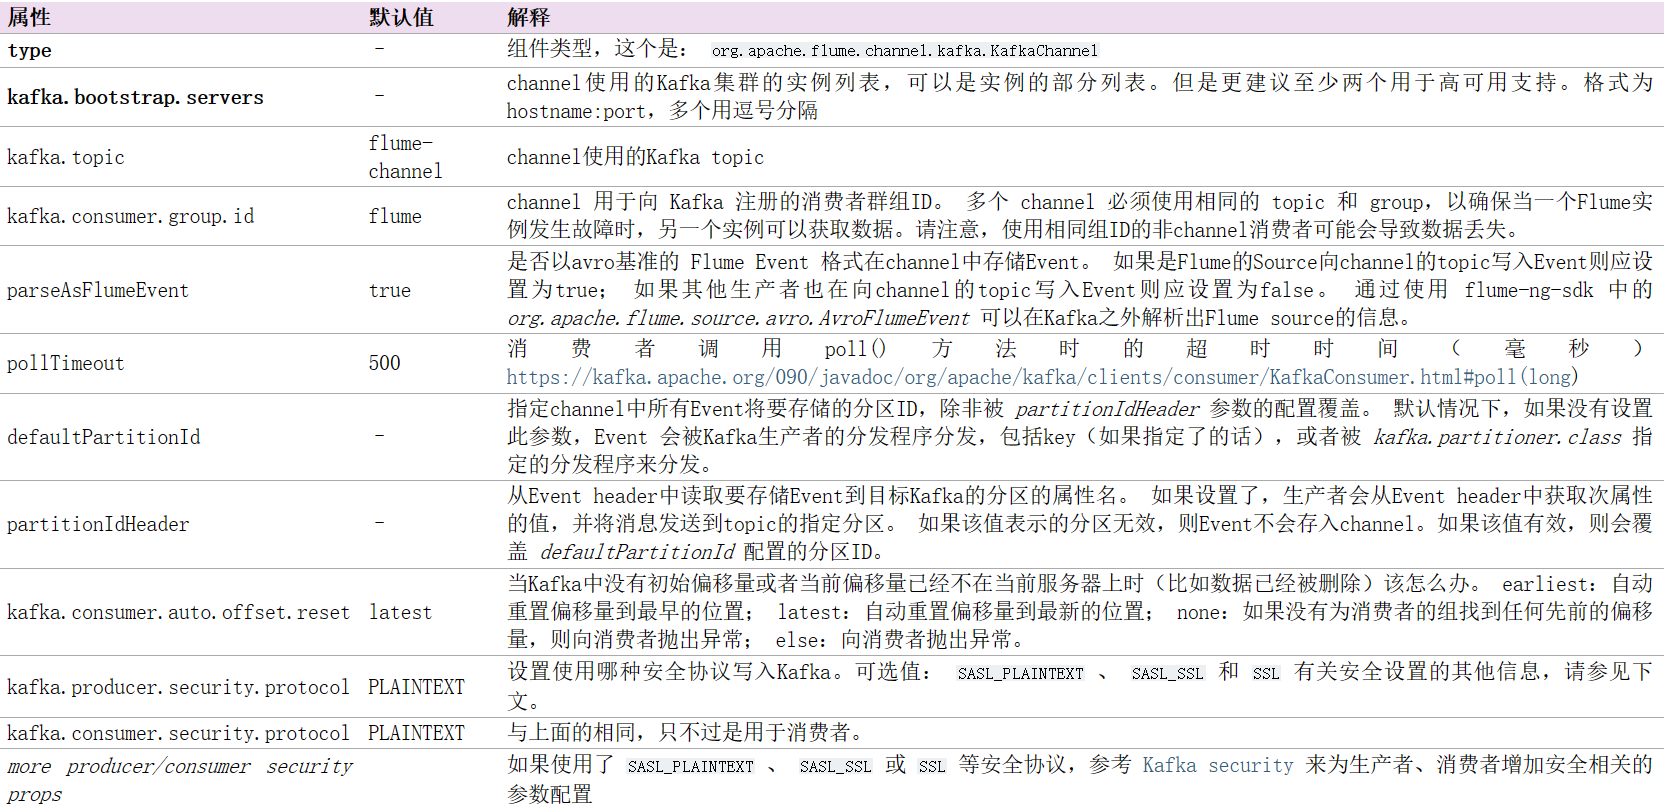 属性 默认值 解释
type - 组件类型，这个是： org.apache.flume.channel.kafka.KafkaChannel
kafka.bootstrap.servers - channel使用的Kafka集群的实例列表，可以是实例的部分列表。但是更建议至少两个用于高可用支持。格式为
hostname:port，多个用逗号分隔
kafka.topic flume-
channel channel使用的Kafka topic
kafka.consumer.group.id flume channel 用于向 Kafka 注册的消费者群组ID。 多个 channel 必须使用相同的 topic 和 group，以确保当一个Flume实
例发生故障时，另一个实例可以获取数据。请注意，使用相同组ID的非channel消费者可能会导致数据丢失。
parseAsFlumeEvent true 是否以avro基准的 Flume Event 格式在channel中存储Event。 如果是Flume的Source向channel的topic写入Event则应设
置为true； 如果其他生产者也在向channel的topic写入Event则应设置为false。 通过使用 flume-ng-sdk 中的
org.apache.flume.source.avro.AvroFlumeEvent 可以在Kafka之外解析出Flume source的信息。
pollTimeout 500 消费者调用poll()方法时的超时时间（毫秒）
https://kafka.apache.org/090/javadoc/org/apache/kafka/clients/consumer/KafkaConsumer.html#poll(long)
defaultPartitionId - 指定channel中所有Event将要存储的分区ID，除非被 partitionIdHeader 参数的配置覆盖。 默认情况下，如果没有设置
此参数，Event 会被Kafka生产者的分发程序分发，包括key（如果指定了的话），或者被 kafka.partitioner.class 指
定的分发程序来分发。
partitionIdHeader - 从Event header中读取要存储Event到目标Kafka的分区的属性名。 如果设置了，生产者会从Event header中获取次属性
的值，并将消息发送到topic的指定分区。 如果该值表示的分区无效，则Event不会存入channel。如果该值有效，则会覆
盖 defaultPartitionId 配置的分区ID。
kafka.consumer.auto.offset.reset latest 当Kafka中没有初始偏移量或者当前偏移量已经不在当前服务器上时（比如数据已经被删除）该怎么办。 earliest：自动
重置偏移量到最早的位置； latest：自动重置偏移量到最新的位置； none：如果没有为消费者的组找到任何先前的偏移
量，则向消费者抛出异常； else：向消费者抛出异常。
kafka.producer.security.protocol PLAINTEXT 设置使用哪种安全协议写入Kafka。可选值： SASL_PLAINTEXT 、 SASL_SSL 和 SSL 有关安全设置的其他信息，请参见下
文。
kafka.consumer.security.protocol PLAINTEXT 与上面的相同，只不过是用于消费者。
more producer/consumer security
props 如果使用了 SASL_PLAINTEXT 、 SASL_SSL 或 SSL 等安全协议，参考 Kafka security 来为生产者、消费者增加安全相关的
参数配置